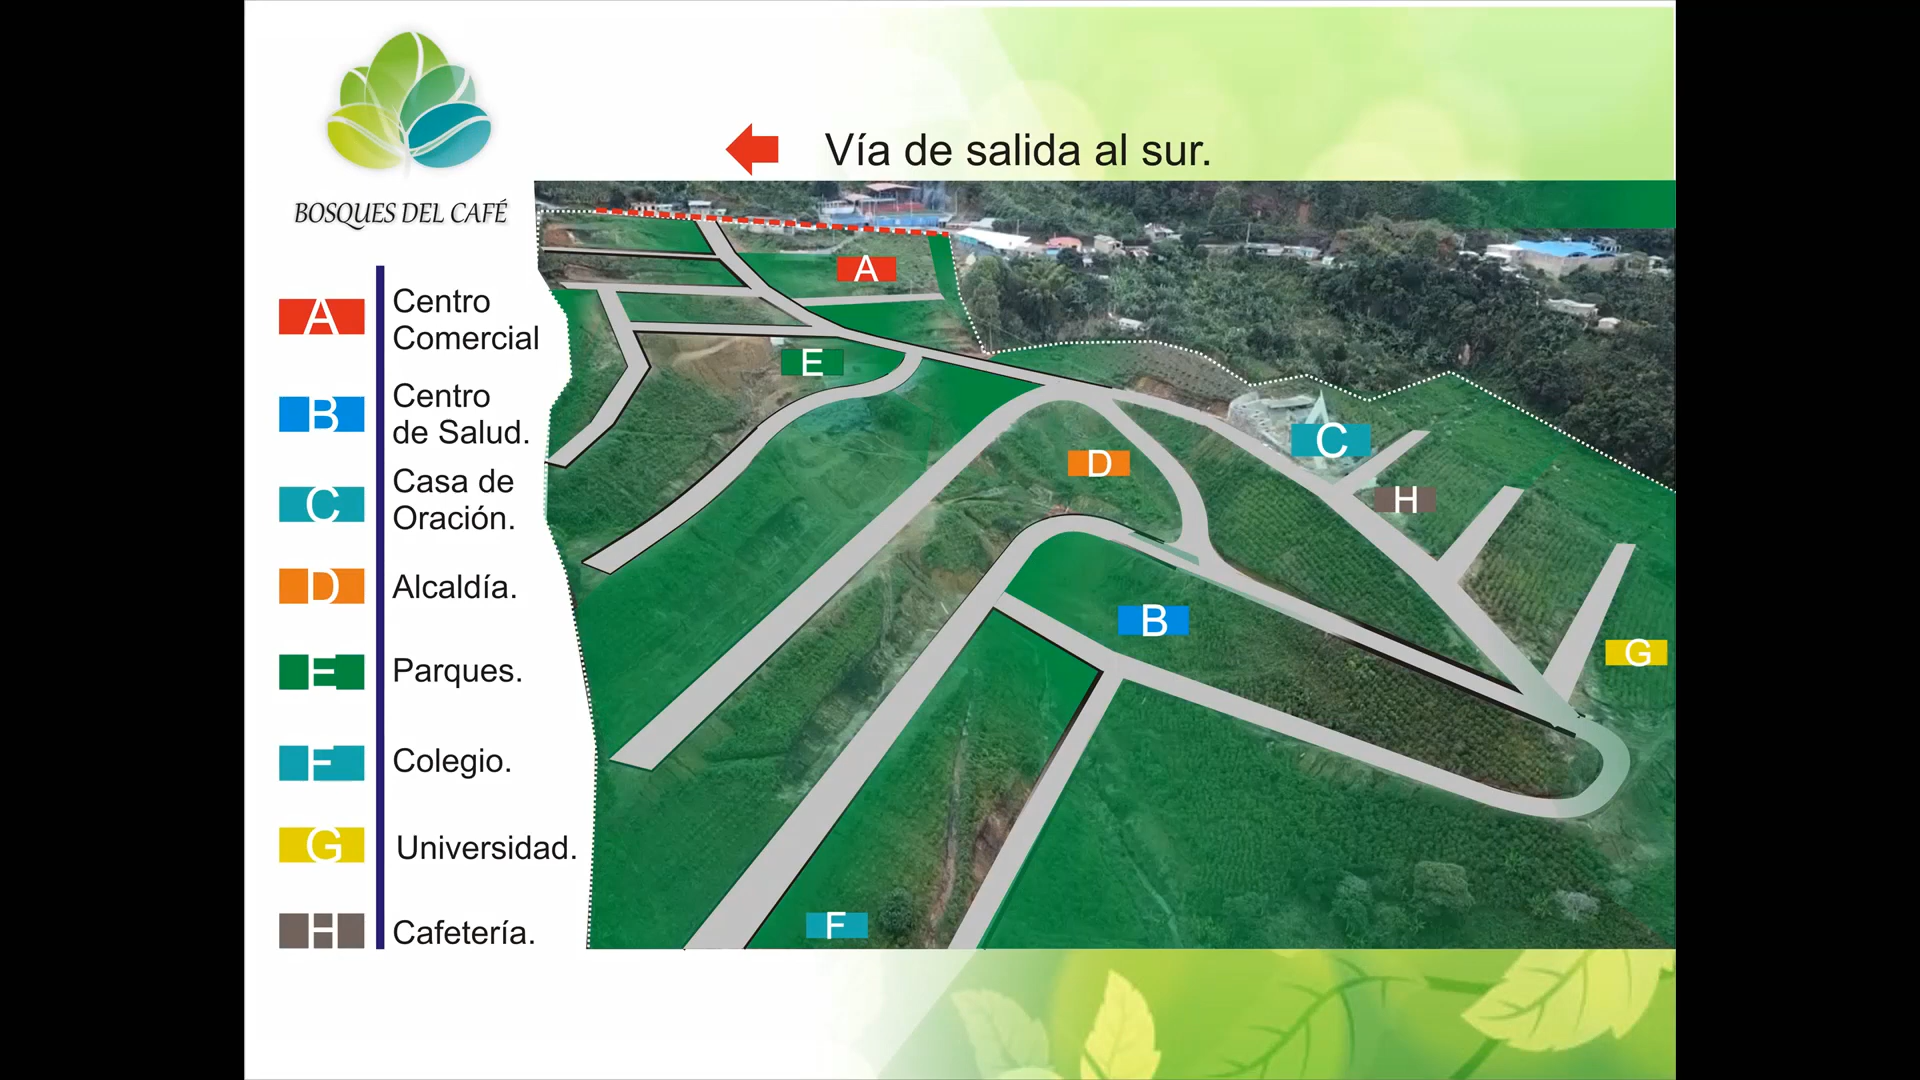 Vía de salida al sur.
BOSQUES DEL CAFÉ
A Centro
Comercial
B Centro
de Salud.
C Casa de
Oración.
D Alcaldía.
E Parques.
F Colegio.
G Universidad.
H Cafetería.
A
E
C
D
H
B
G
F